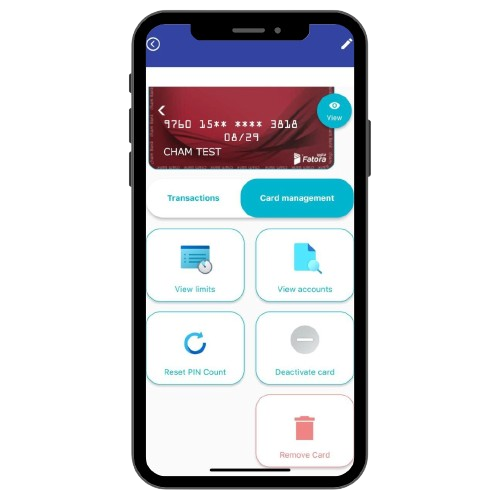 View
9760 15** **** 3818
08/29
CHAM TEST
Fatora
Transactions
Card management
View limits
View accounts
Reset PIN Count
Deactivate card
Remove Card